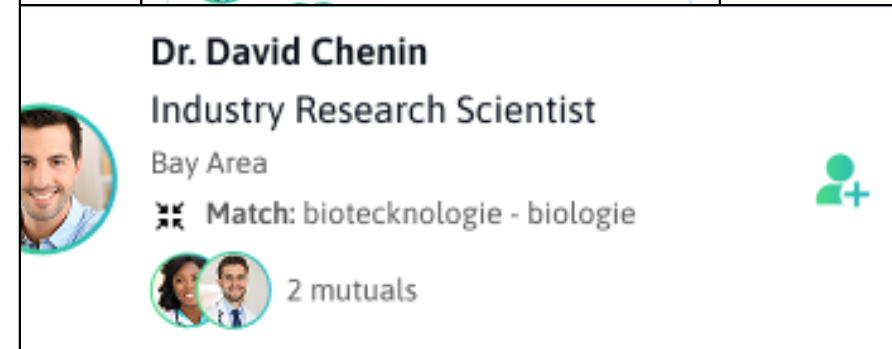 Dr. David Chenin
Industry Research Scientist
Bay Area
Match: biotecknologie - biologie
2 mutuals